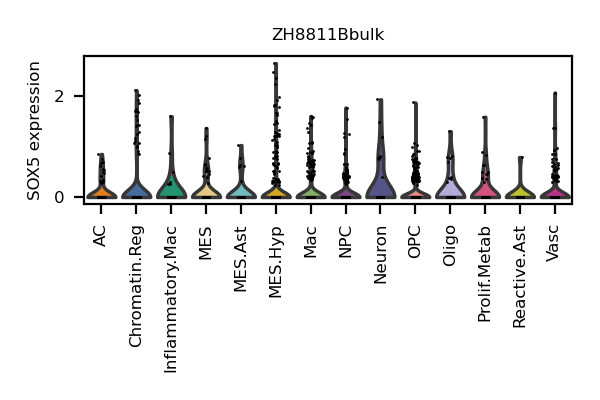 ZH8811Bbulk
SOX5 expression
2
0
AC
Chromatin.Reg
Inflammatory.Mac
MES
MES.Ast
MES.Hyp
Mac
NPC
Neuron
OPC
Oligo
Prolif.Metab
Reactive.Ast
Vasc